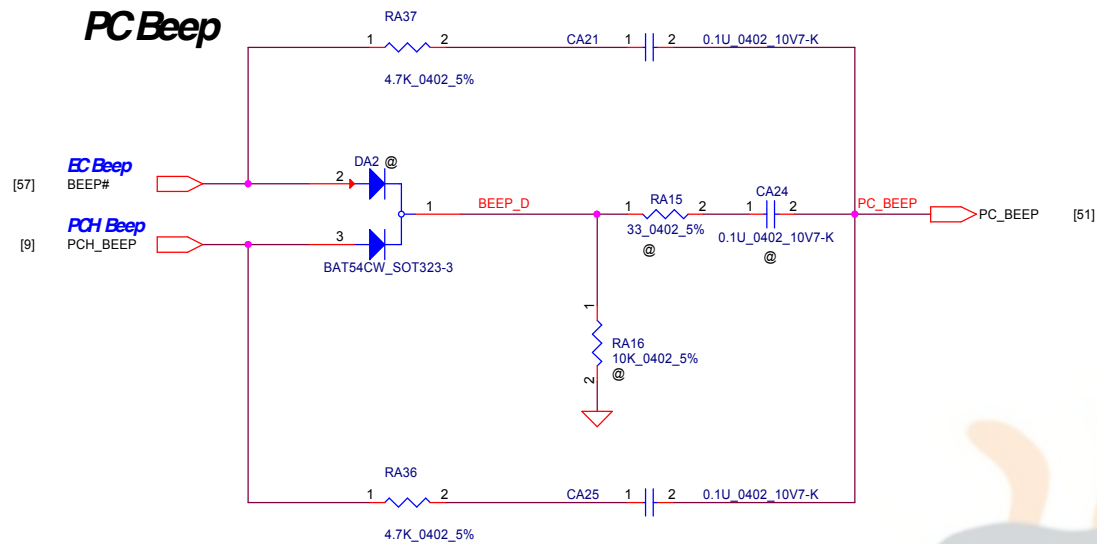 PC Beep
RA37
1 2
CA21 1 2 0.1U_0402_10V7-K
4.7K_0402_5%
EC Beep
[57] BEEP#
DA2 @
2
PCH Beep
[9] PCH_BEEP
3
BAT54CW_SOT323-3
1 BEEP_D
RA15
1 2
33_0402_5%
@
CA24
1 2
0.1U_0402_10V7-K
@
PC_BEEP
PC_BEEP [51]
1
RA16
10K_0402_5%
@
2
RA36
1 2
CA25 1 2 0.1U_0402_10V7-K
4.7K_0402_5%